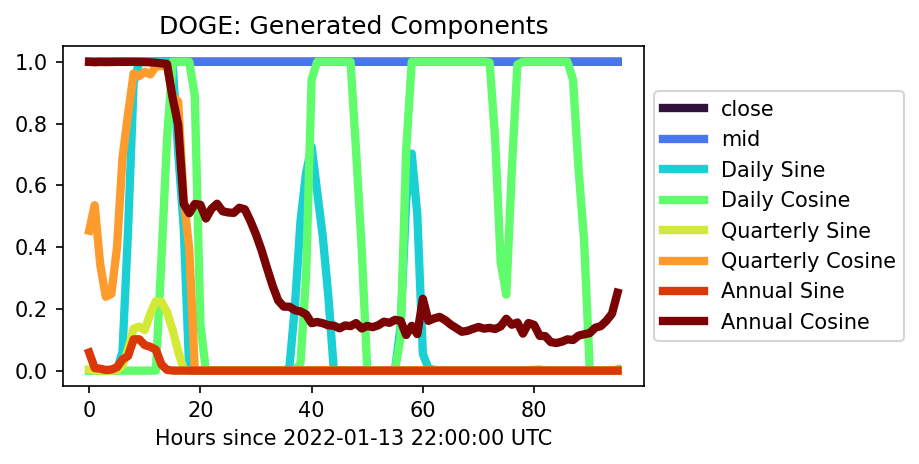 DOGE: Generated Components
1.0
0.8
0.6
0.4
0.2
0.0
0
20
40
60
80
Hours since 2022-01-13 22:00:00 UTC
close
mid
Daily Sine
Daily Cosine
Quarterly Sine
Quarterly Cosine
Annual Sine
Annual Cosine